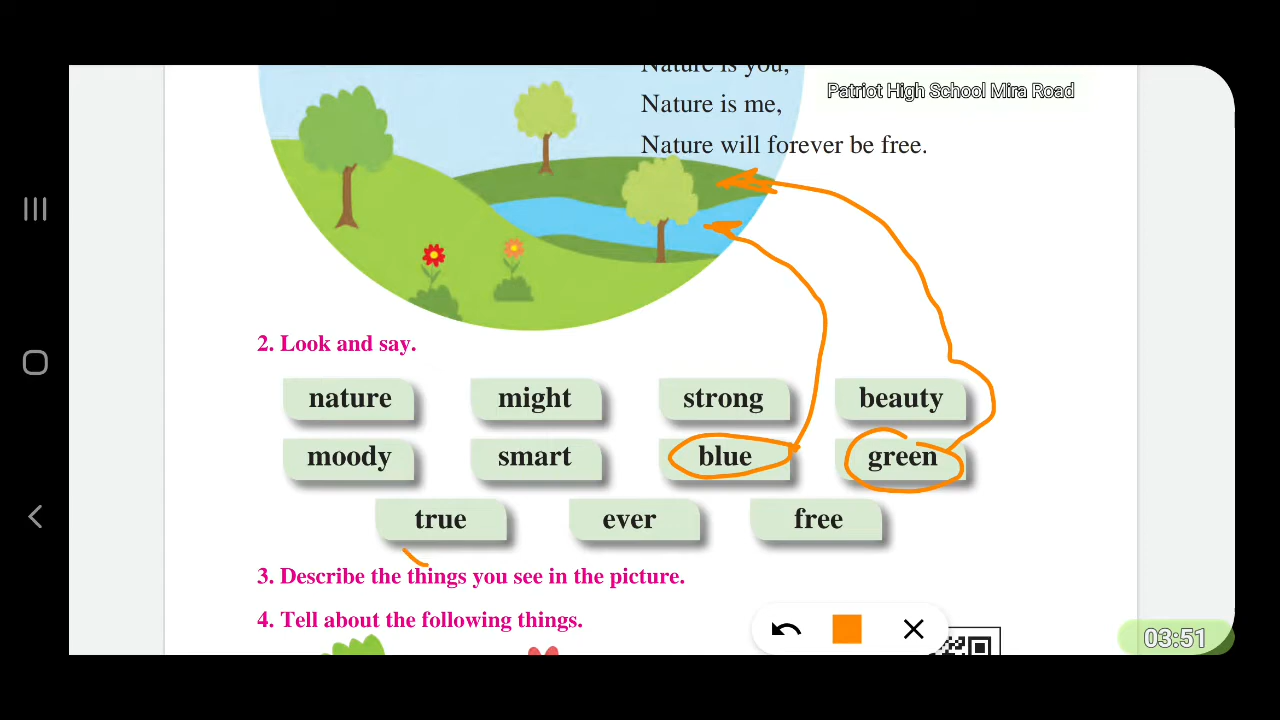 Nature is you,
Patriot High School Mira Road
Nature is me,
Nature will forever be free.
2. Look and say.
nature might strong beauty
moody smart blue green
true ever free
3. Describe the things you see in the picture.
4. Tell about the following things.
03:51